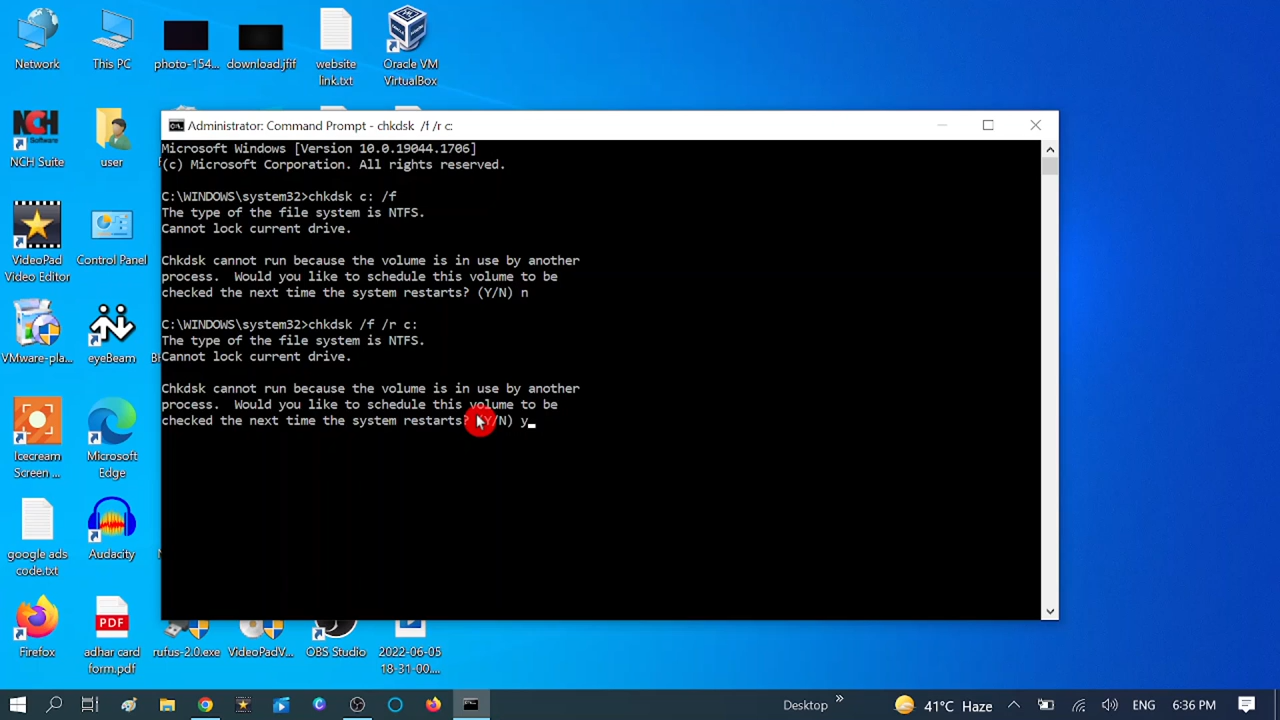 Network
This PC
photo-154...
download.jfif
website
link.txt
Oracle VM
VirtualBox
NCH
Software
NCH Suite
user
VideoPad
Video Editor
Control Panel
VMware-pla...
eyeBeam
Icecream
Screen ...
Microsoft
Edge
google ads
code.txt
Audacity
Firefox
PDF
adhar card
form.pdf
rufus-2.0.exe
VideoPadV...
OBS Studio
2022-06-05
18-31-00....
Administrator: Command Prompt - chkdsk /f /r c:
Microsoft Windows [Version 10.0.19044.1706]
(c) Microsoft Corporation. All rights reserved.
C:\WINDOWS\system32>chkdsk c: /f
The type of the file system is NTFS.
Cannot lock current drive.
Chkdsk cannot run because the volume is in use by another
process.  Would you like to schedule this volume to be
checked the next time the system restarts? (Y/N) n
C:\WINDOWS\system32>chkdsk /f /r c:
The type of the file system is NTFS.
Cannot lock current drive.
Chkdsk cannot run because the volume is in use by another
process.  Would you like to schedule this volume to be
checked the next time the system restarts? (Y/N) y
Desktop
41°C Haze
ENG
6:36 PM